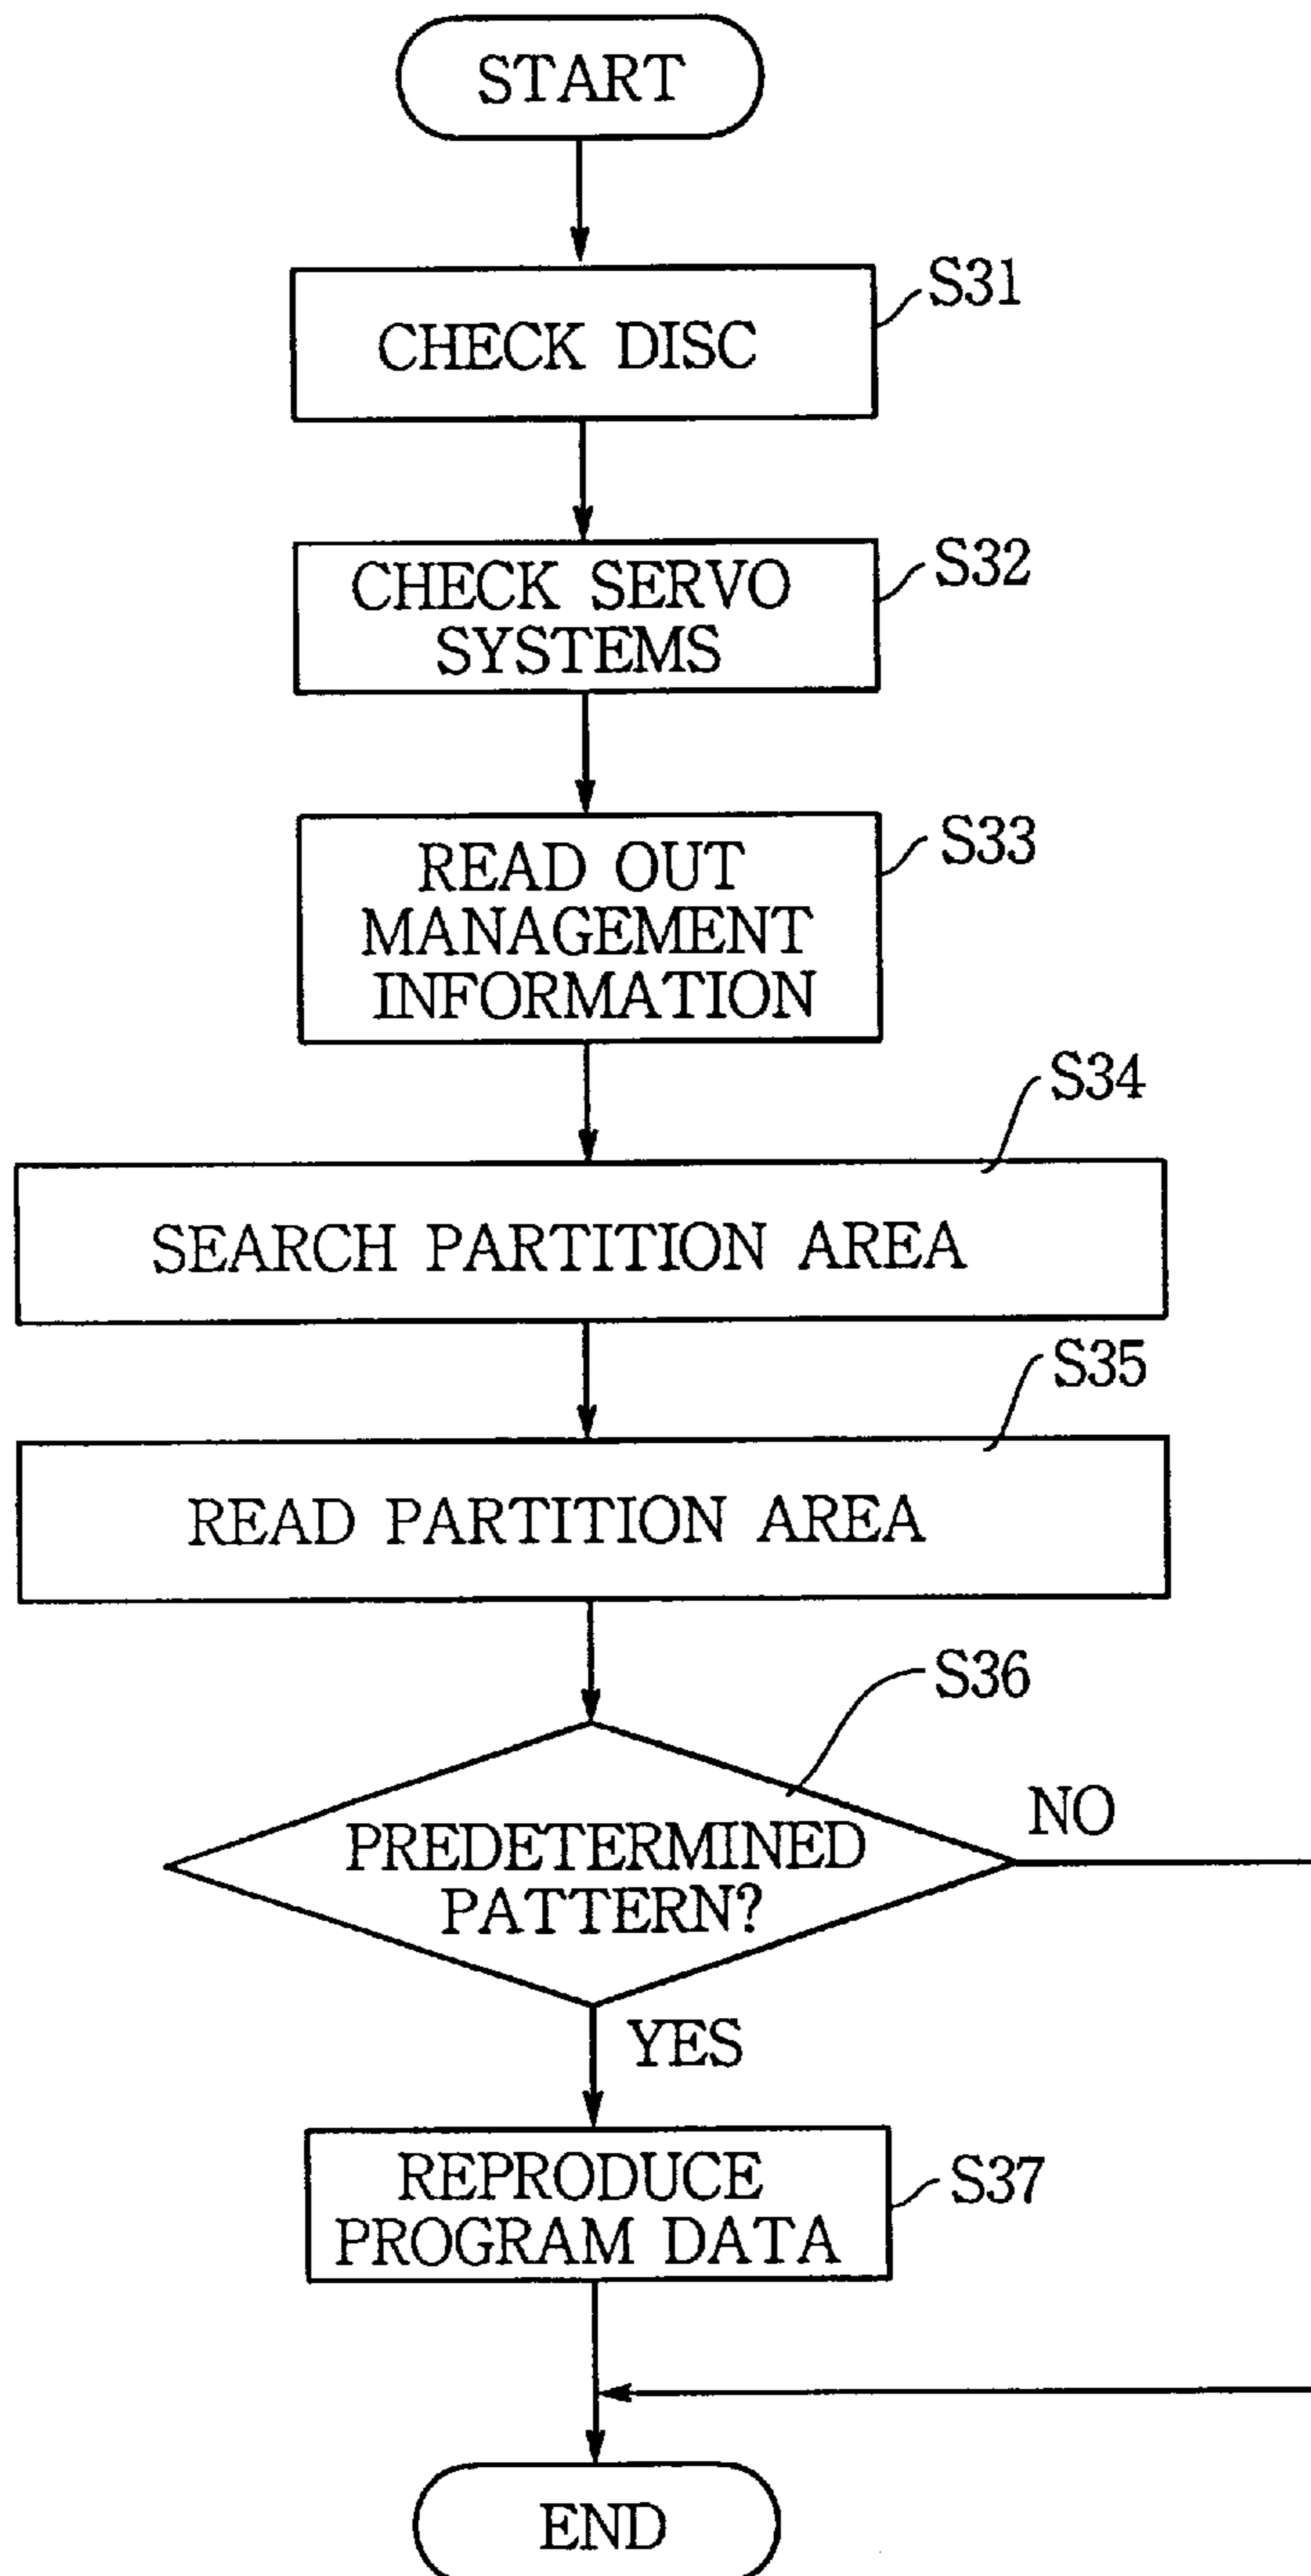 START
S31
CHECK DISC
S32
CHECK SERVO
SYSTEMS
S33
READ OUT
MANAGEMENT
INFORMATION
S34
SEARCH PARTITION AREA
S35
READ PARTITION AREA
S36
NO
PREDETERMINED
PATTERN?
YES
REPRODUCE
PROGRAM DATA
S37
END